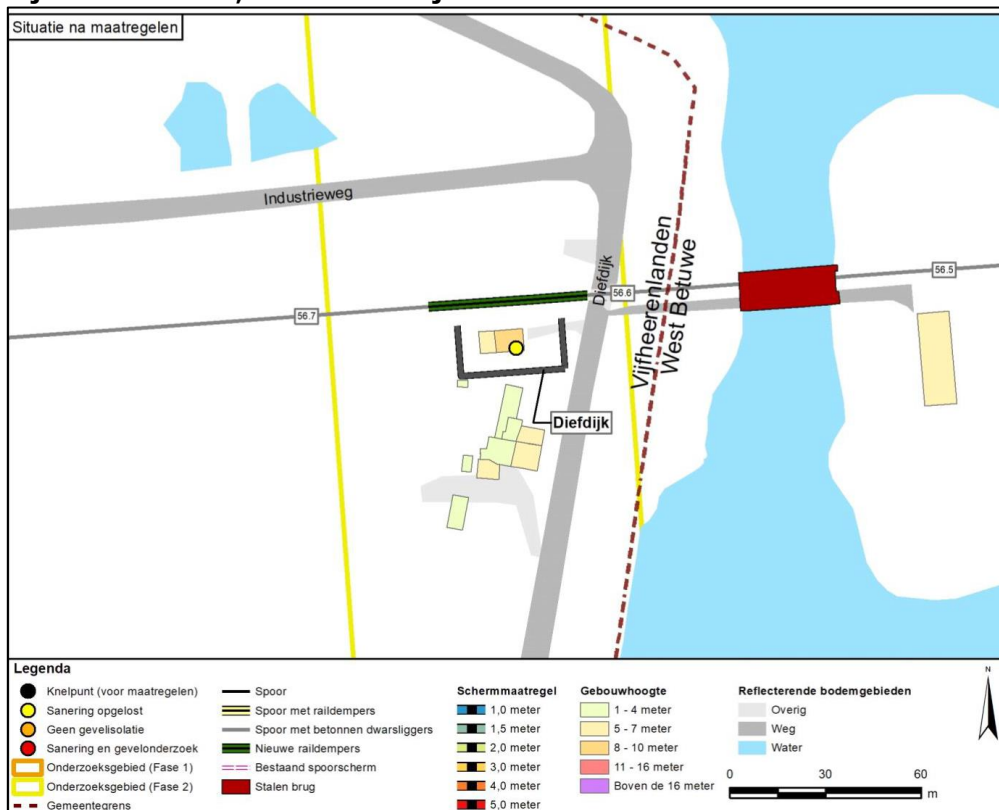 Situatie na maatregelen
Industrieweg
Diefdijk
Vijfheerenlanden
West Betuwe
56.5
56.6
56.7
Diefdijk
Legenda
Knelpunt (voor maatregelen)
Sanering opgelost
Geen gevelisolatie
Sanering en gevelonderzoek
Onderzoeksgebied (Fase 1)
Onderzoeksgebied (Fase 2)
Gemeentegrens
Spoor
Spoor met raildempers
Spoor met betonnen dwarsliggers
Nieuwe raildempers
Bestaand spoorscherm
Stalen brug
Schermmaatregel
1,0 meter
1,5 meter
2,0 meter
3,0 meter
4,0 meter
5,0 meter
Gebouwhoogte
1 - 4 meter
5 - 7 meter
8 - 10 meter
11 - 16 meter
Boven de 16 meter
Reflecterende bodemgebieden
Overig
Weg
Water
N
0 30 60
m